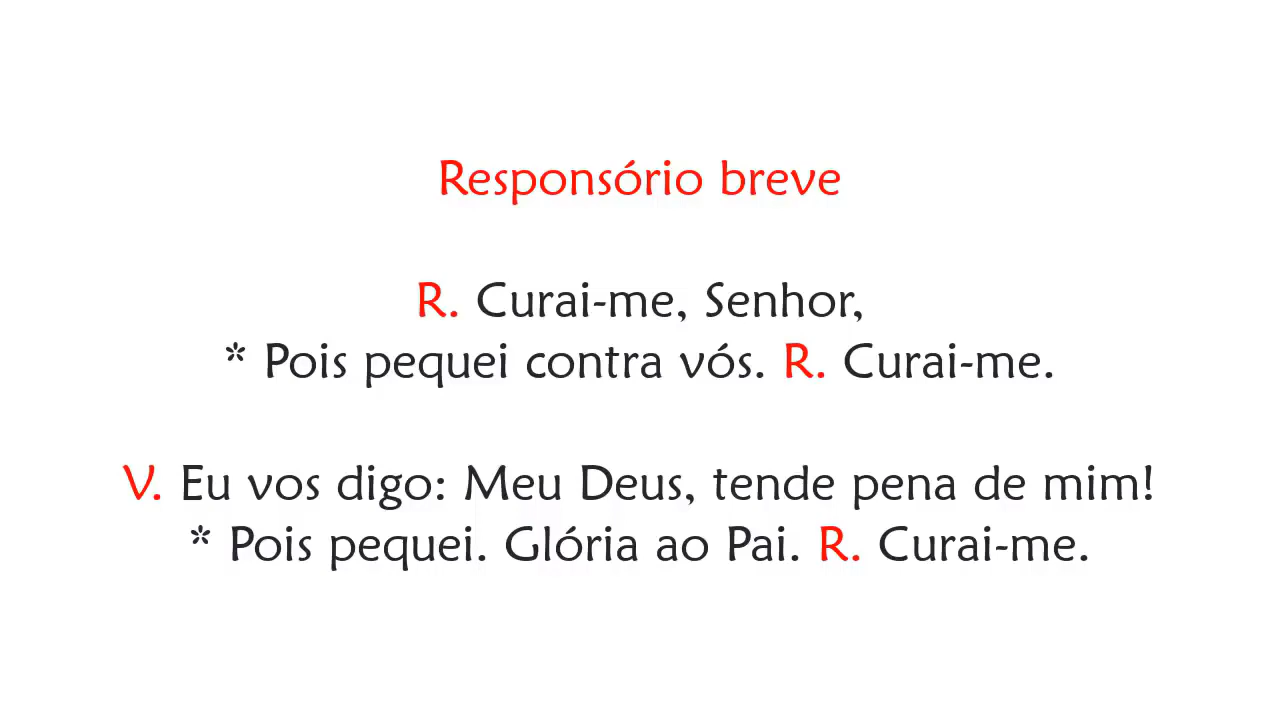 Responsório breve
R. Curai-me, Senhor,
* Pois pequei contra vós. R. Curai-me.
V. Eu vos digo: Meu Deus, tende pena de mim!
* Pois pequei. Glória ao Pai. R. Curai-me.